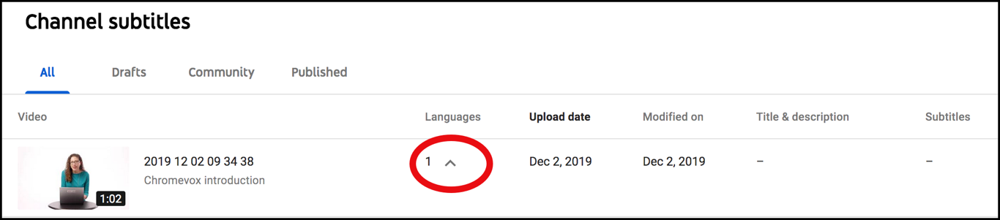 Channel subtitles
All Drafts Community Published
Video Languages Upload date Modified on Title & description Subtitles
2019 12 02 09 34 38 1 Dec 2, 2019 Dec 2, 2019 – –
Chromevox introduction
1:02